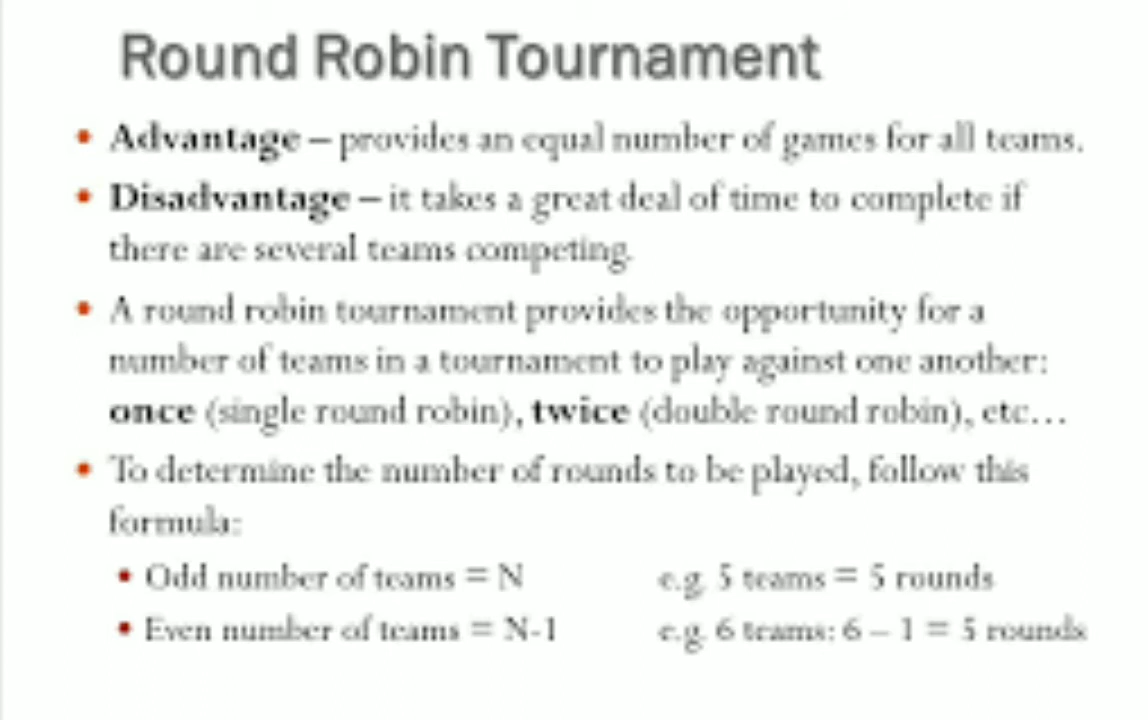 Round Robin Tournament
• Advantage – provides an equal number of games for all teams.
• Disadvantage – it takes a great deal of time to complete if
there are several teams competing.
• A round robin tournament provides the opportunity for a
number of teams in a tournament to play against one another:
once (single round robin), twice (double round robin), etc…
• To determine the number of rounds to be played, follow this
formula:
• Odd number of teams = N e.g. 5 teams = 5 rounds
• Even number of teams = N-1 e.g. 6 teams: 6 – 1 = 5 rounds